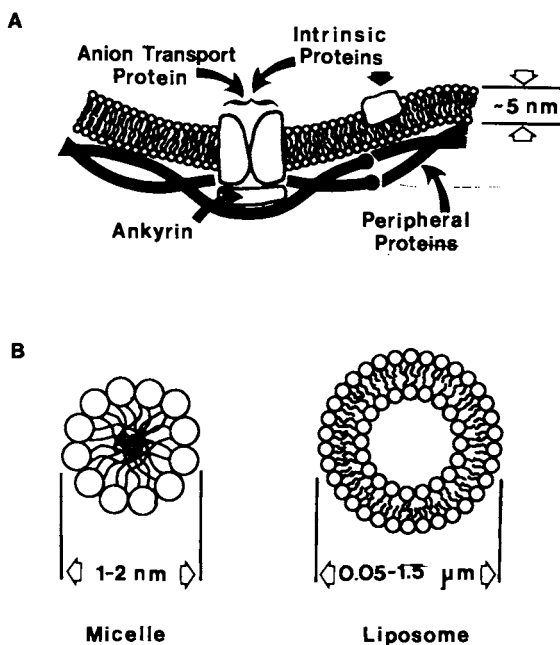 A
Anion Transport
Protein
Intrinsic
Proteins
~5 nm
Ankyrin
Peripheral
Proteins
B
1-2 nm
0.05-1.5 μm
Micelle
Liposome